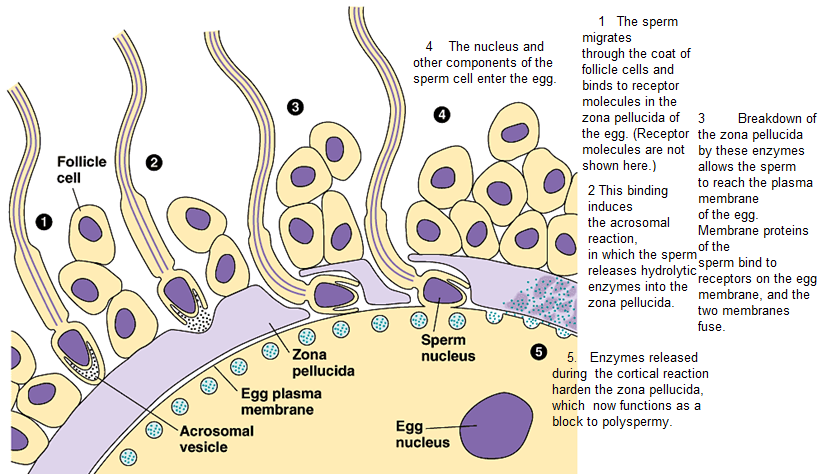 1 The sperm
migrates
through the coat of
follicle cells and
binds to receptor
molecules in the
zona pellucida of
the egg. (Receptor
molecules are not
shown here.)
2 This binding
induces
the acrosomal
reaction,
in which the sperm
releases hydrolytic
enzymes into the
zona pellucida.
3 Breakdown of
the zona pellucida
by these enzymes
allows the sperm
to reach the plasma
membrane
of the egg.
Membrane proteins
of the
sperm bind to
receptors on the egg
membrane, and the
two membranes
fuse.
4 The nucleus and
other components of the
sperm cell enter the egg.
5. Enzymes released
during the cortical reaction
harden the zona pellucida,
which now functions as a
block to polyspermy.
1
2
3
4
5
Follicle
cell
Sperm
nucleus
Zona
pellucida
Egg plasma
membrane
Acrosomal
vesicle
Egg
nucleus